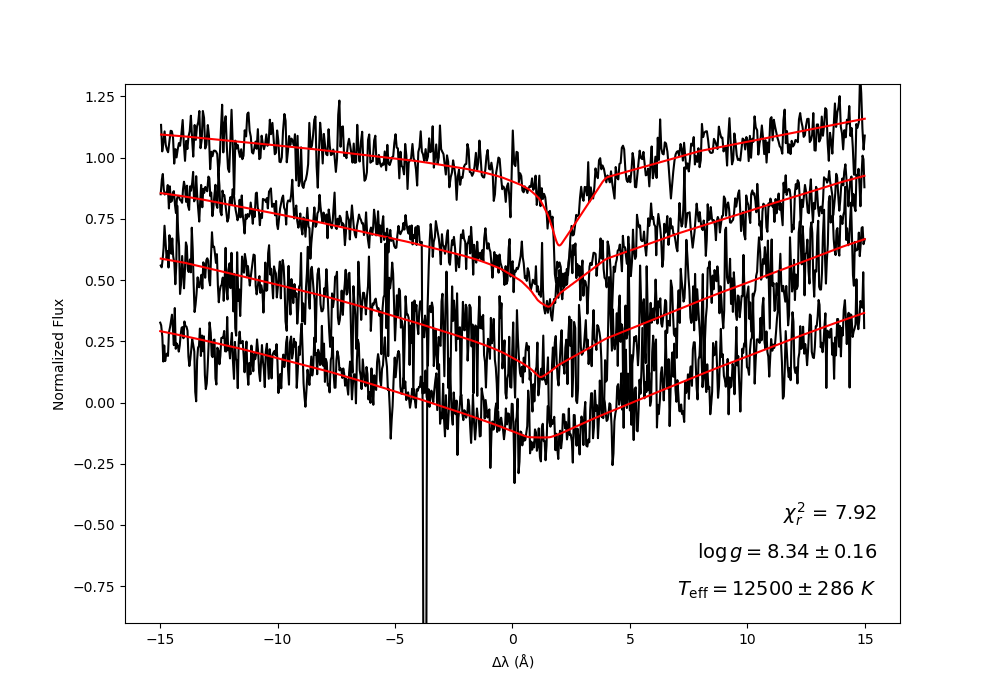 1.25
1.00
0.75
0.50
0.25
0.00
−0.25
−0.50
−0.75
Normalized Flux
χ²ᵣ = 7.92
log g = 8.34 ± 0.16
T_eff = 12500 ± 286 K
−15 −10 −5 0 5 10 15
Δλ (Å)